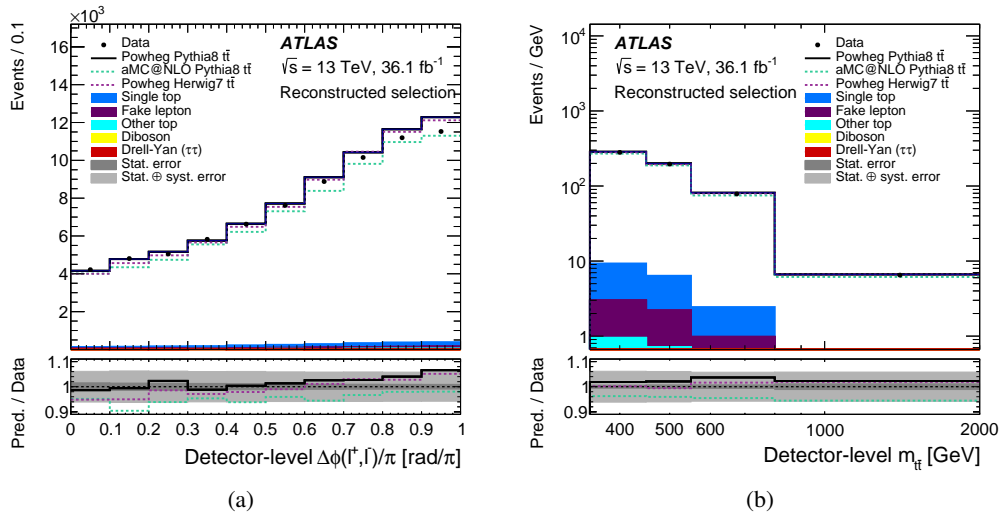 ×10³
16
14
12
10
8
6
4
2
Events / 0.1
Data
Powheg Pythia8 tt̄
aMC@NLO Pythia8 tt̄
Powheg Herwig7 tt̄
Single top
Fake lepton
Other top
Diboson
Drell-Yan (ττ)
Stat. error
Stat. ⊕ syst. error
ATLAS
√s = 13 TeV, 36.1 fb⁻¹
Reconstructed selection
1.1
1
0.9
Pred. / Data
0 0.1 0.2 0.3 0.4 0.5 0.6 0.7 0.8 0.9 1
Detector-level Δϕ(l⁺,l⁻)/π [rad/π]
(a)
10⁴
10³
10²
10
1
Events / GeV
Data
Powheg Pythia8 tt̄
aMC@NLO Pythia8 tt̄
Powheg Herwig7 tt̄
Single top
Fake lepton
Other top
Diboson
Drell-Yan (ττ)
Stat. error
Stat. ⊕ syst. error
ATLAS
√s = 13 TeV, 36.1 fb⁻¹
Reconstructed selection
1.1
1
0.9
Pred. / Data
400 500 600 1000 2000
Detector-level m_tt̄ [GeV]
(b)